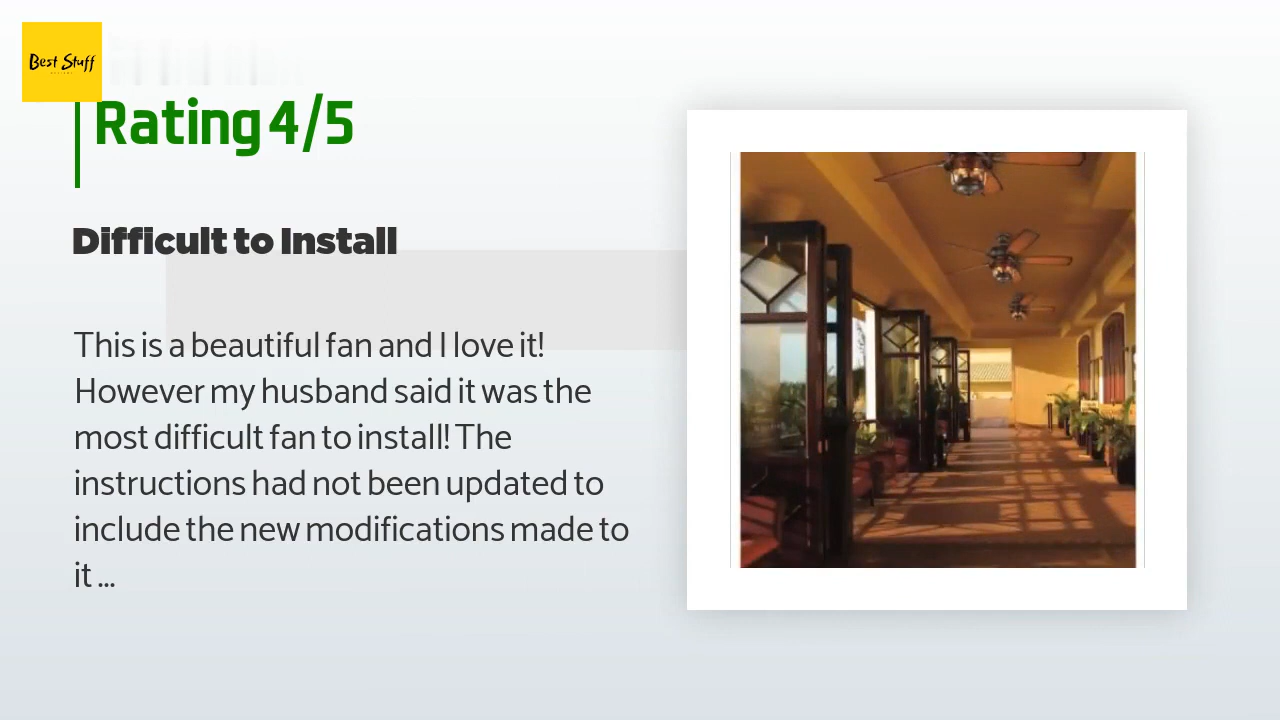 Best Stuff
Rating 4/5
Difficult to Install
This is a beautiful fan and I love it!
However my husband said it was the
most difficult fan to install! The
instructions had not been updated to
include the new modifications made to
it ...